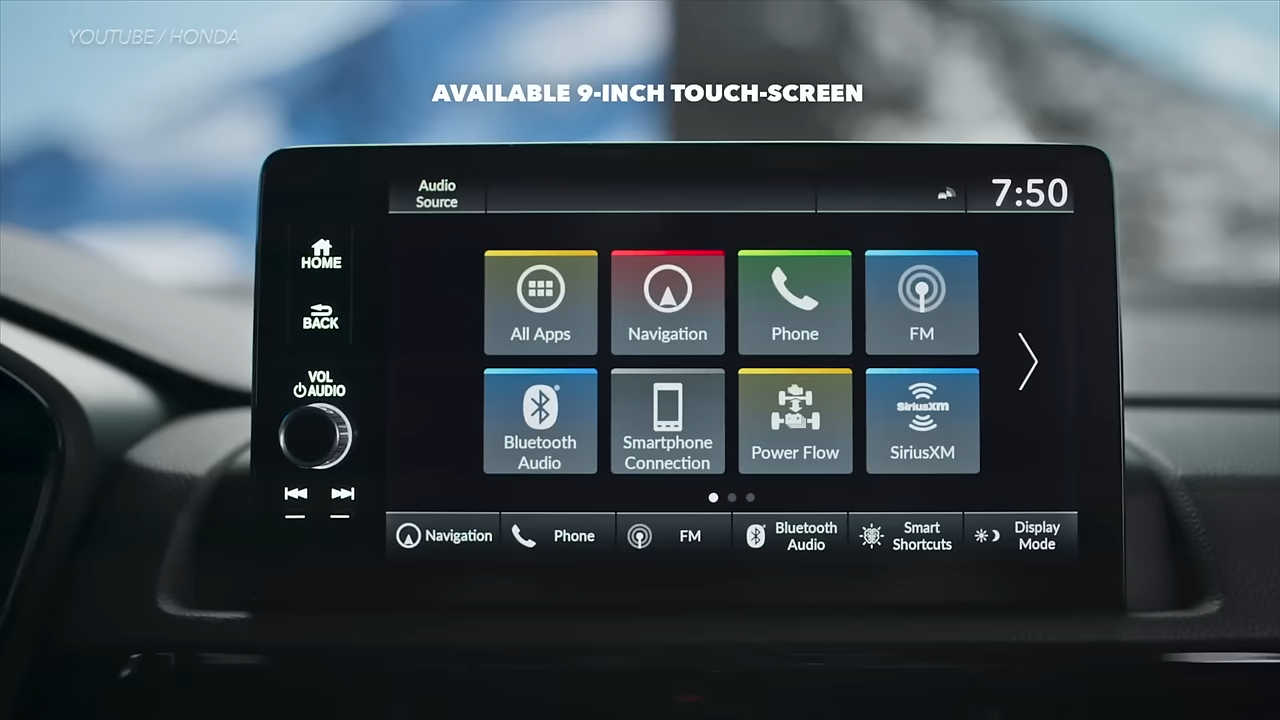 YOUTUBE / HONDA
AVAILABLE 9-INCH TOUCH-SCREEN
Audio
Source
7:50
HOME
BACK
VOL
AUDIO
All Apps
Navigation
Phone
FM
Bluetooth
Audio
Smartphone
Connection
Power Flow
SiriusXM
SiriusXM
Navigation
Phone
FM
Bluetooth
Audio
Smart
Shortcuts
Display
Mode